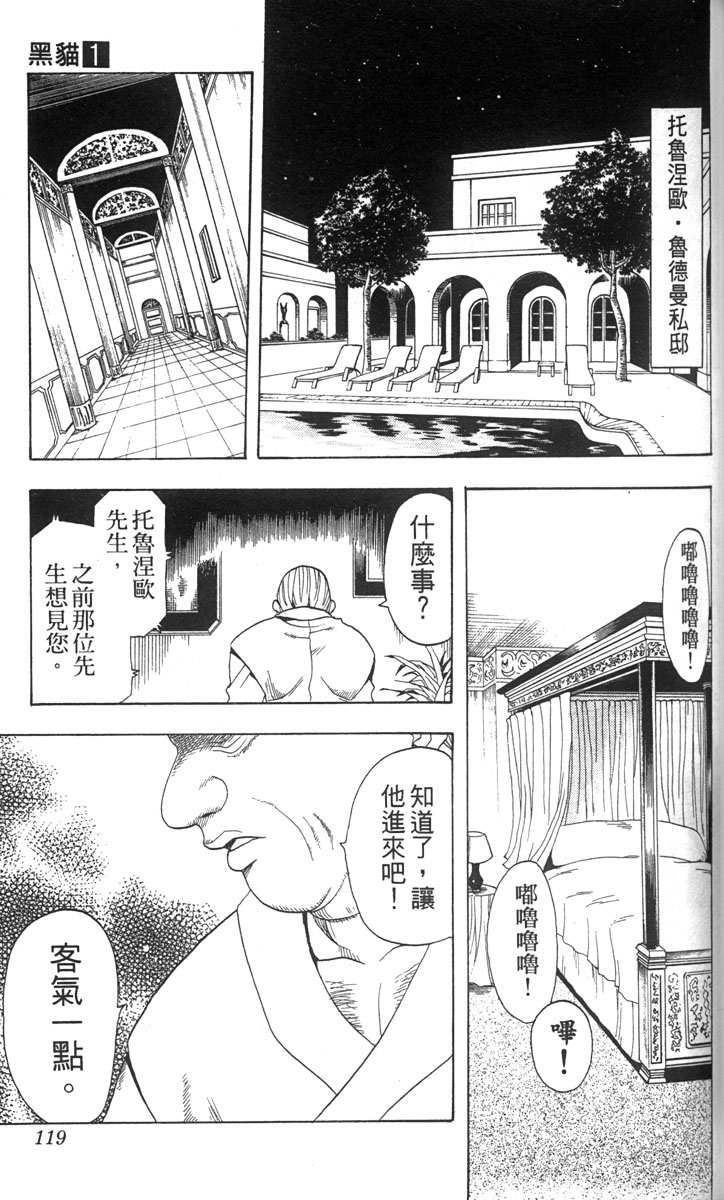 黑貓1
托魯涅歐·魯德曼私邸
嘟嚕嚕嚕嚕！
嘟嚕嚕嚕！
嗶！
什麼事？
托魯涅歐
先生，
之前那位先
生想見您。
知道了，讓
他進來吧！
客氣一點。
119